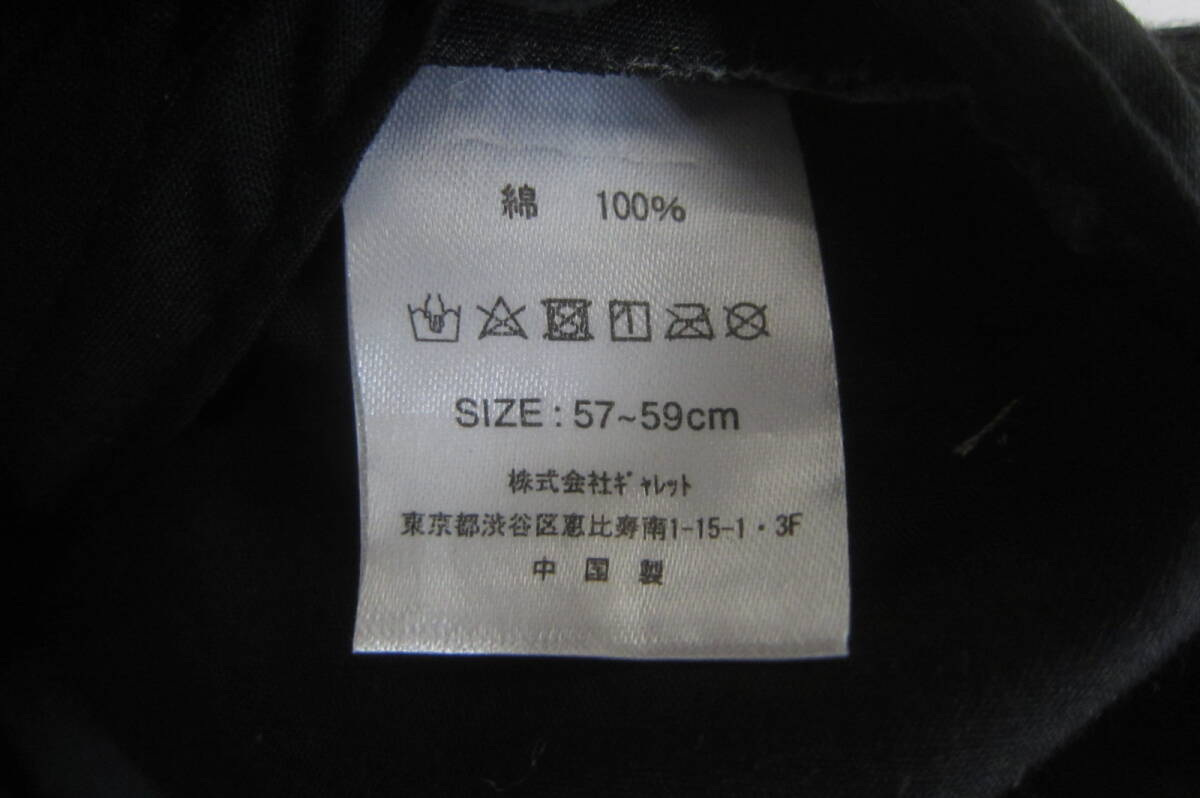 綿 100%
SIZE : 57~59cm
株式会社ギャレット
東京都渋谷区恵比寿南1-15-1・3F
中国製